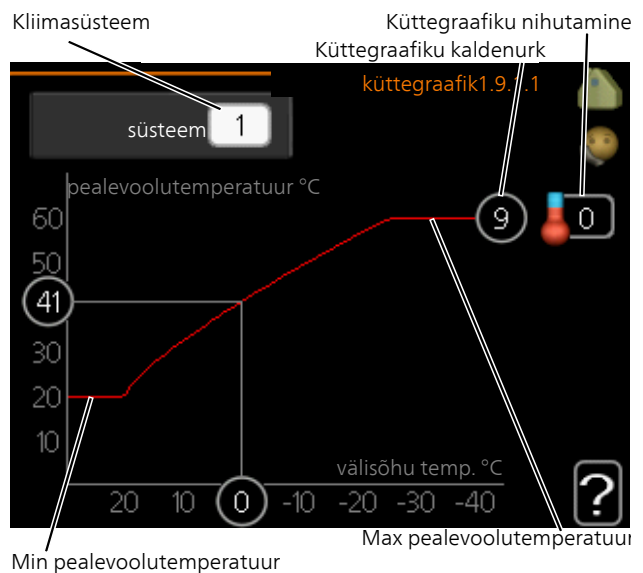 Kliimasüsteem
Küttegraafiku nihutamine
Küttegraafiku kaldenurk
küttegraafik1.9.1.1
süsteem 1
pealevoolutemperatuur °C
60
9
0
50
41
30
20
10
välisõhu temp. °C
20 10 0 -10 -20 -30 -40
?
Max pealevoolutemperatuur
Min pealevoolutemperatuur